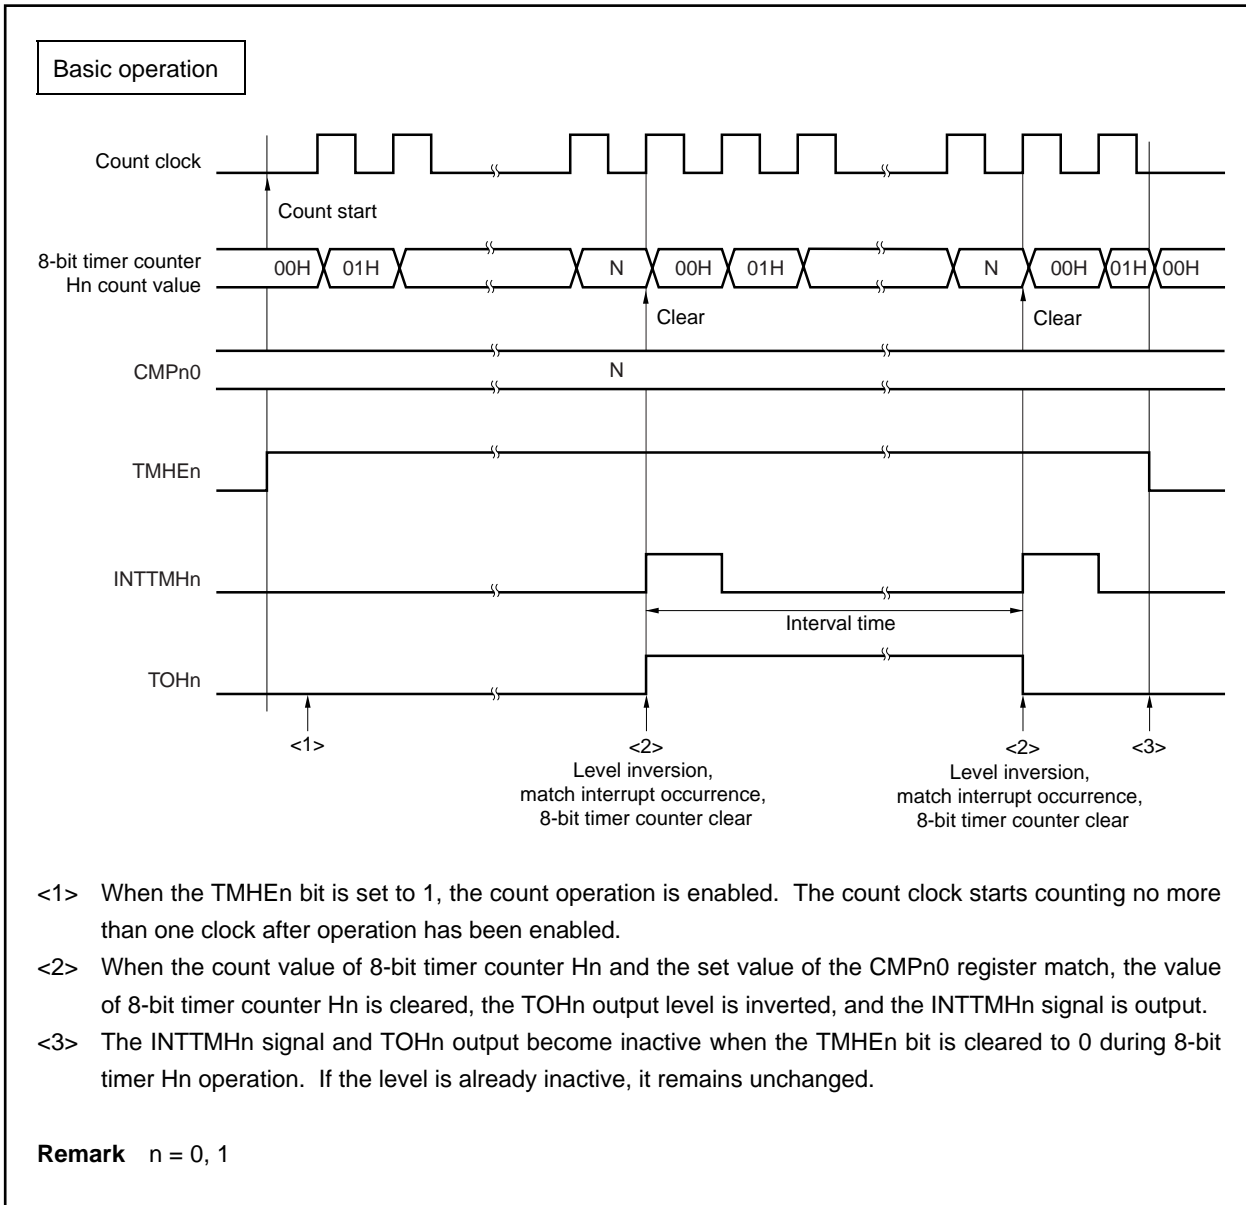 Basic operation
Count clock
Count start
8-bit timer counter
Hn count value
00H 01H N 00H 01H N 00H 01H 00H
Clear Clear
CMPn0 N
TMHEn
INTTMHn
Interval time
TOHn
<1> <2> <2> <3>
Level inversion, Level inversion,
match interrupt occurrence, match interrupt occurrence,
8-bit timer counter clear 8-bit timer counter clear
<1> When the TMHEn bit is set to 1, the count operation is enabled. The count clock starts counting no more
than one clock after operation has been enabled.
<2> When the count value of 8-bit timer counter Hn and the set value of the CMPn0 register match, the value
of 8-bit timer counter Hn is cleared, the TOHn output level is inverted, and the INTTMHn signal is output.
<3> The INTTMHn signal and TOHn output become inactive when the TMHEn bit is cleared to 0 during 8-bit
timer Hn operation. If the level is already inactive, it remains unchanged.
Remark n = 0, 1